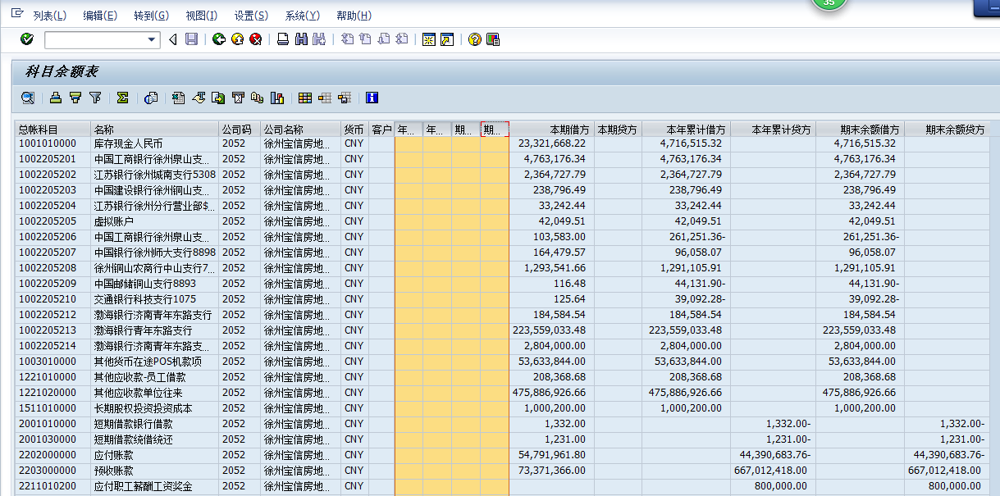 35
列表(L) 编辑(E) 转到(G) 视图(I) 设置(S) 系统(Y) 帮助(H)
科目余额表
总帐科目 名称 公司码 公司名称 货币 客户 年... 年... 期... 期... 本期借方 本期贷方 本年累计借方 本年累计贷方 期末余额借方 期末余额贷方
1001010000 库存现金人民币 2052 徐州宝信房地... CNY 23,321,668.22 4,716,515.32 4,716,515.32
1002205201 中国工商银行徐州泉山支... 2052 徐州宝信房地... CNY 4,763,176.34 4,763,176.34 4,763,176.34
1002205202 江苏银行徐州城南支行5308 2052 徐州宝信房地... CNY 2,364,727.79 2,364,727.79 2,364,727.79
1002205203 中国建设银行徐州铜山支... 2052 徐州宝信房地... CNY 238,796.49 238,796.49 238,796.49
1002205204 江苏银行徐州分行营业部$... 2052 徐州宝信房地... CNY 33,242.44 33,242.44 33,242.44
1002205205 虚拟账户 2052 徐州宝信房地... CNY 42,049.51 42,049.51 42,049.51
1002205206 中国工商银行徐州泉山支... 2052 徐州宝信房地... CNY 103,583.00 261,251.36- 261,251.36-
1002205207 中国银行徐州师大支行8898 2052 徐州宝信房地... CNY 164,479.57 96,058.07 96,058.07
1002205208 徐州铜山农商行中山支行7... 2052 徐州宝信房地... CNY 1,293,541.66 1,291,105.91 1,291,105.91
1002205209 中国邮储铜山支行8893 2052 徐州宝信房地... CNY 116.48 44,131.90- 44,131.90-
1002205210 交通银行科技支行1075 2052 徐州宝信房地... CNY 125.64 39,092.28- 39,092.28-
1002205212 渤海银行济南青年东路支行 2052 徐州宝信房地... CNY 184,584.54 184,584.54 184,584.54
1002205213 渤海银行青年东路支行 2052 徐州宝信房地... CNY 223,559,033.48 223,559,033.48 223,559,033.48
1002205214 渤海银行济南青年东路支... 2052 徐州宝信房地... CNY 2,804,000.00 2,804,000.00 2,804,000.00
1003010000 其他货币在途POS机款项 2052 徐州宝信房地... CNY 53,633,844.00 53,633,844.00 53,633,844.00
1221010000 其他应收款-员工借款 2052 徐州宝信房地... CNY 208,368.68 208,368.68 208,368.68
1221020000 其他应收款单位往来 2052 徐州宝信房地... CNY 475,886,926.66 475,886,926.66 475,886,926.66
1511010000 长期股权投资投资成本 2052 徐州宝信房地... CNY 1,000,200.00 1,000,200.00 1,000,200.00
2001010000 短期借款银行借款 2052 徐州宝信房地... CNY 1,332.00 1,332.00- 1,332.00-
2001030000 短期借款统借统还 2052 徐州宝信房地... CNY 1,231.00 1,231.00- 1,231.00-
2202000000 应付账款 2052 徐州宝信房地... CNY 54,791,961.80 44,390,683.76- 44,390,683.76-
2203000000 预收账款 2052 徐州宝信房地... CNY 73,371,366.00 667,012,418.00 667,012,418.00
2211010200 应付职工薪酬工资奖金 2052 徐州宝信房地... CNY 800,000.00 800,000.00